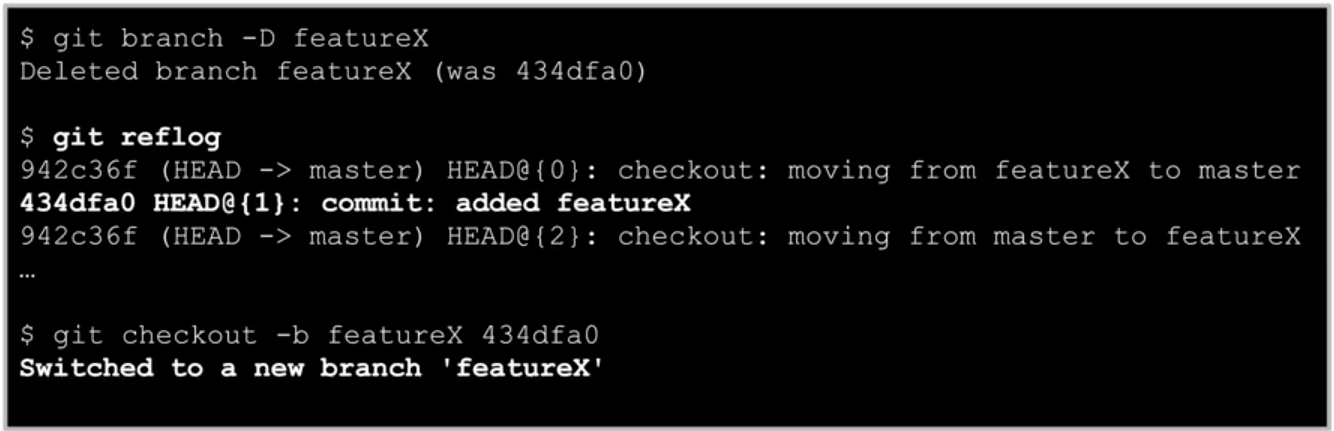 $ git branch -D featureX
Deleted branch featureX (was 434dfa0)
$ git reflog
942c36f (HEAD -> master) HEAD@{0}: checkout: moving from featureX to master
434dfa0 HEAD@{1}: commit: added featureX
942c36f (HEAD -> master) HEAD@{2}: checkout: moving from master to featureX
…
$ git checkout -b featureX 434dfa0
Switched to a new branch 'featureX'